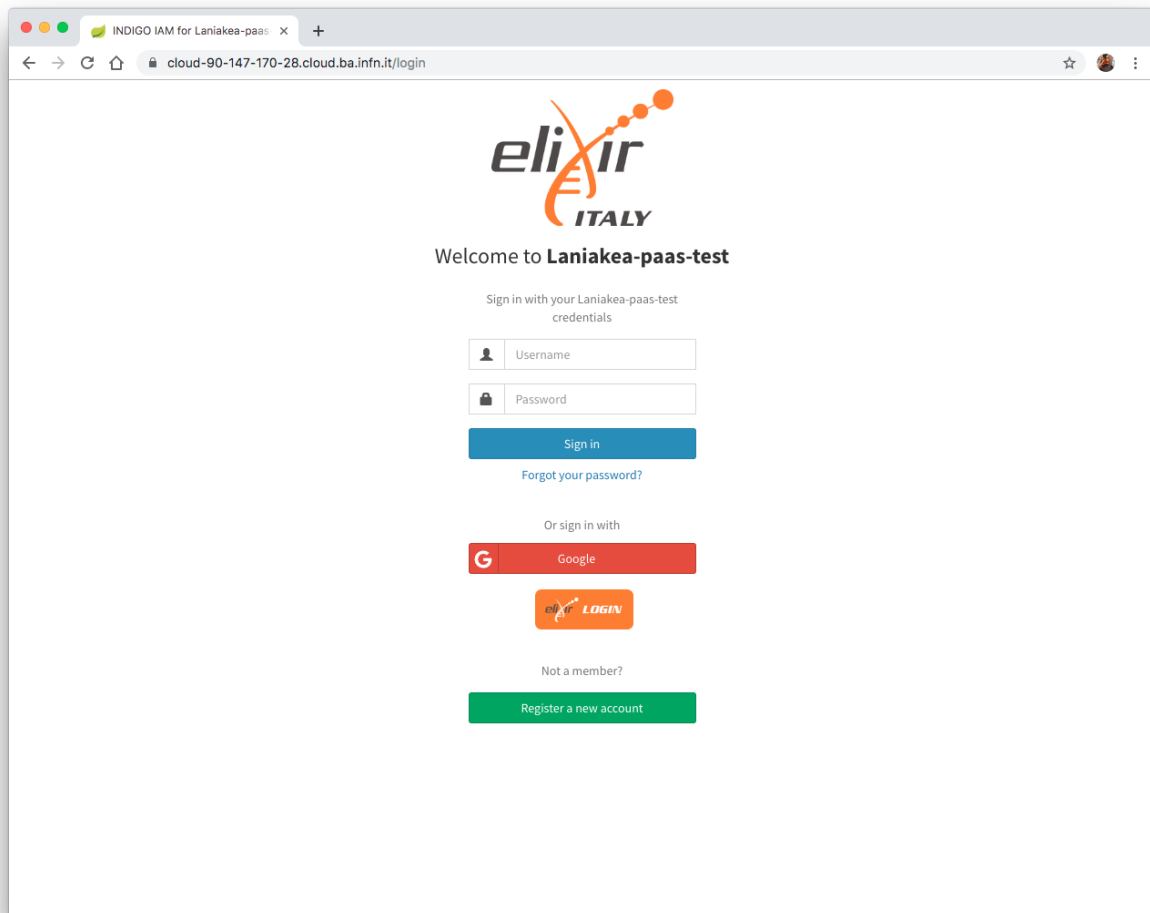 INDIGO IAM for Laniakea-paas
cloud-90-147-170-28.cloud.ba.infn.it/login
elixir
ITALY
Welcome to Laniakea-paas-test
Sign in with your Laniakea-paas-test
credentials
Username
Password
Sign in
Forgot your password?
Or sign in with
G Google
elixir LOGIN
Not a member?
Register a new account